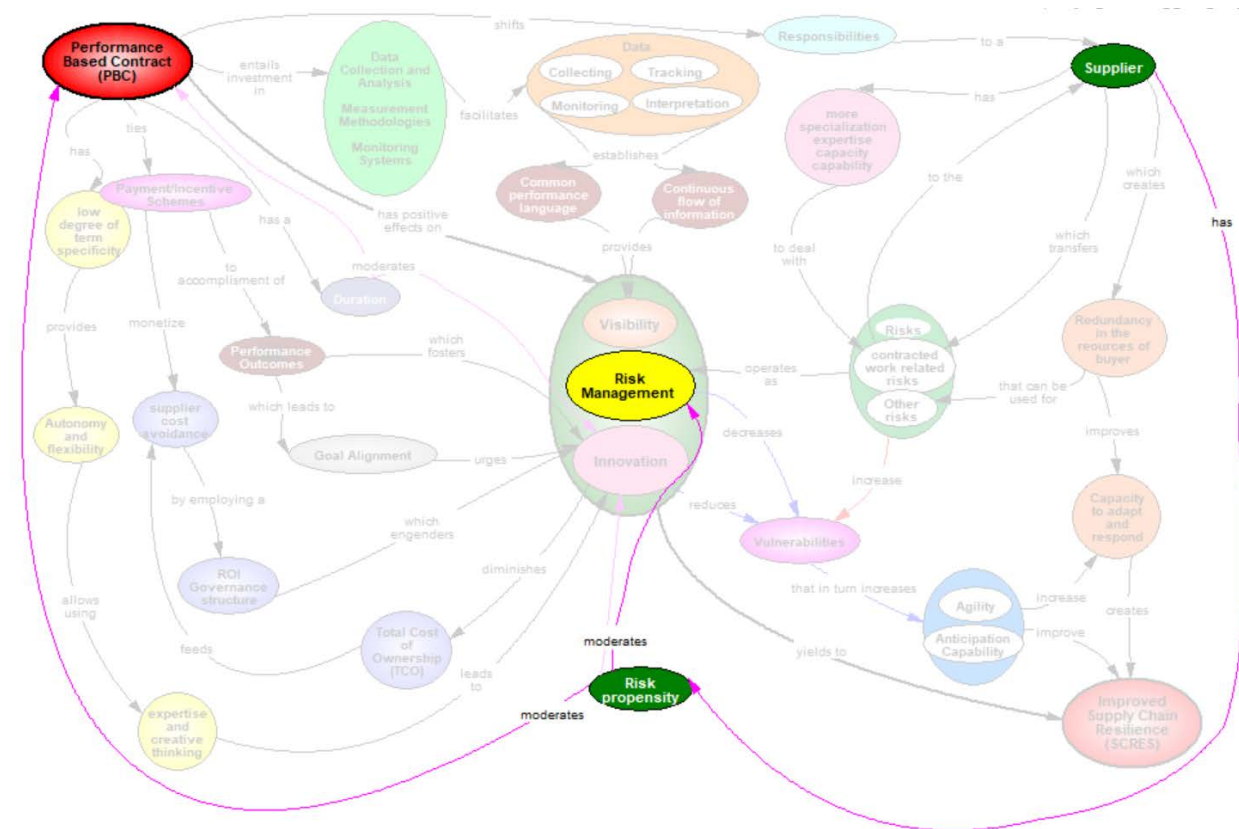 shifts
Performance
Based Contract
(PBC)
entails
investment
in
Data
Collection and
Analysis
Measurement
Methodologies
Monitoring
Systems
facilitates
Data
Collecting
Tracking
Monitoring
Interpretation
Responsibilities
to a
Supplier
has
more
specialization
expertise
capacity
capability
has
ties
establishes
Payment/Incentive
Schemes
low
degree of
term
specificity
has a
has positive
effects on
Common
performance
language
Continuous
flow of
information
to the
which
creates
has
provides
to deal
with
which
transfers
to
accomplishment of
moderates
Duration
provides
monetize
Visibility
Risks
contracted
work related
risks
Other
risks
Redundancy
in the
reources of
buyer
Performance
Outcomes
which
fosters
Risk
Management
operates
as
that can be
used for
which leads to
supplier
cost
avoidance
Autonomy
and
flexibility
Goal Alignment
urges
Innovation
decreases
improves
increase
by employing a
which
engenders
reduces
Capacity
to adapt
and
respond
Vulnerabilities
ROI
Governance
structure
diminishes
that in turn increases
allows
using
Agility
increase
creates
feeds
Total Cost
of
Ownership
(TCO)
moderates
Anticipation
Capability
improve
yields to
leads
to
Risk
propensity
moderates
expertise
and
creative
thinking
Improved
Supply Chain
Resilience
(SCRES)